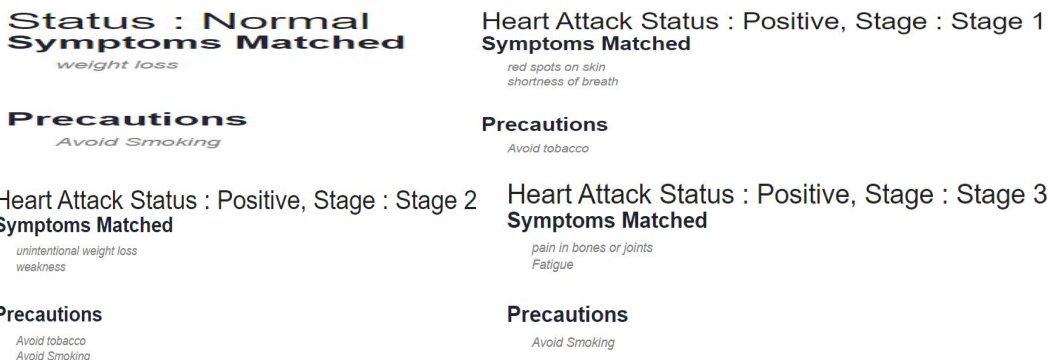 Status : Normal
Symptoms Matched
weight loss
Precautions
Avoid Smoking
Heart Attack Status : Positive, Stage : Stage 1
Symptoms Matched
red spots on skin
shortness of breath
Precautions
Avoid tobacco
Heart Attack Status : Positive, Stage : Stage 2
Symptoms Matched
unintentional weight loss
weakness
Precautions
Avoid tobacco
Avoid Smoking
Heart Attack Status : Positive, Stage : Stage 3
Symptoms Matched
pain in bones or joints
Fatigue
Precautions
Avoid Smoking